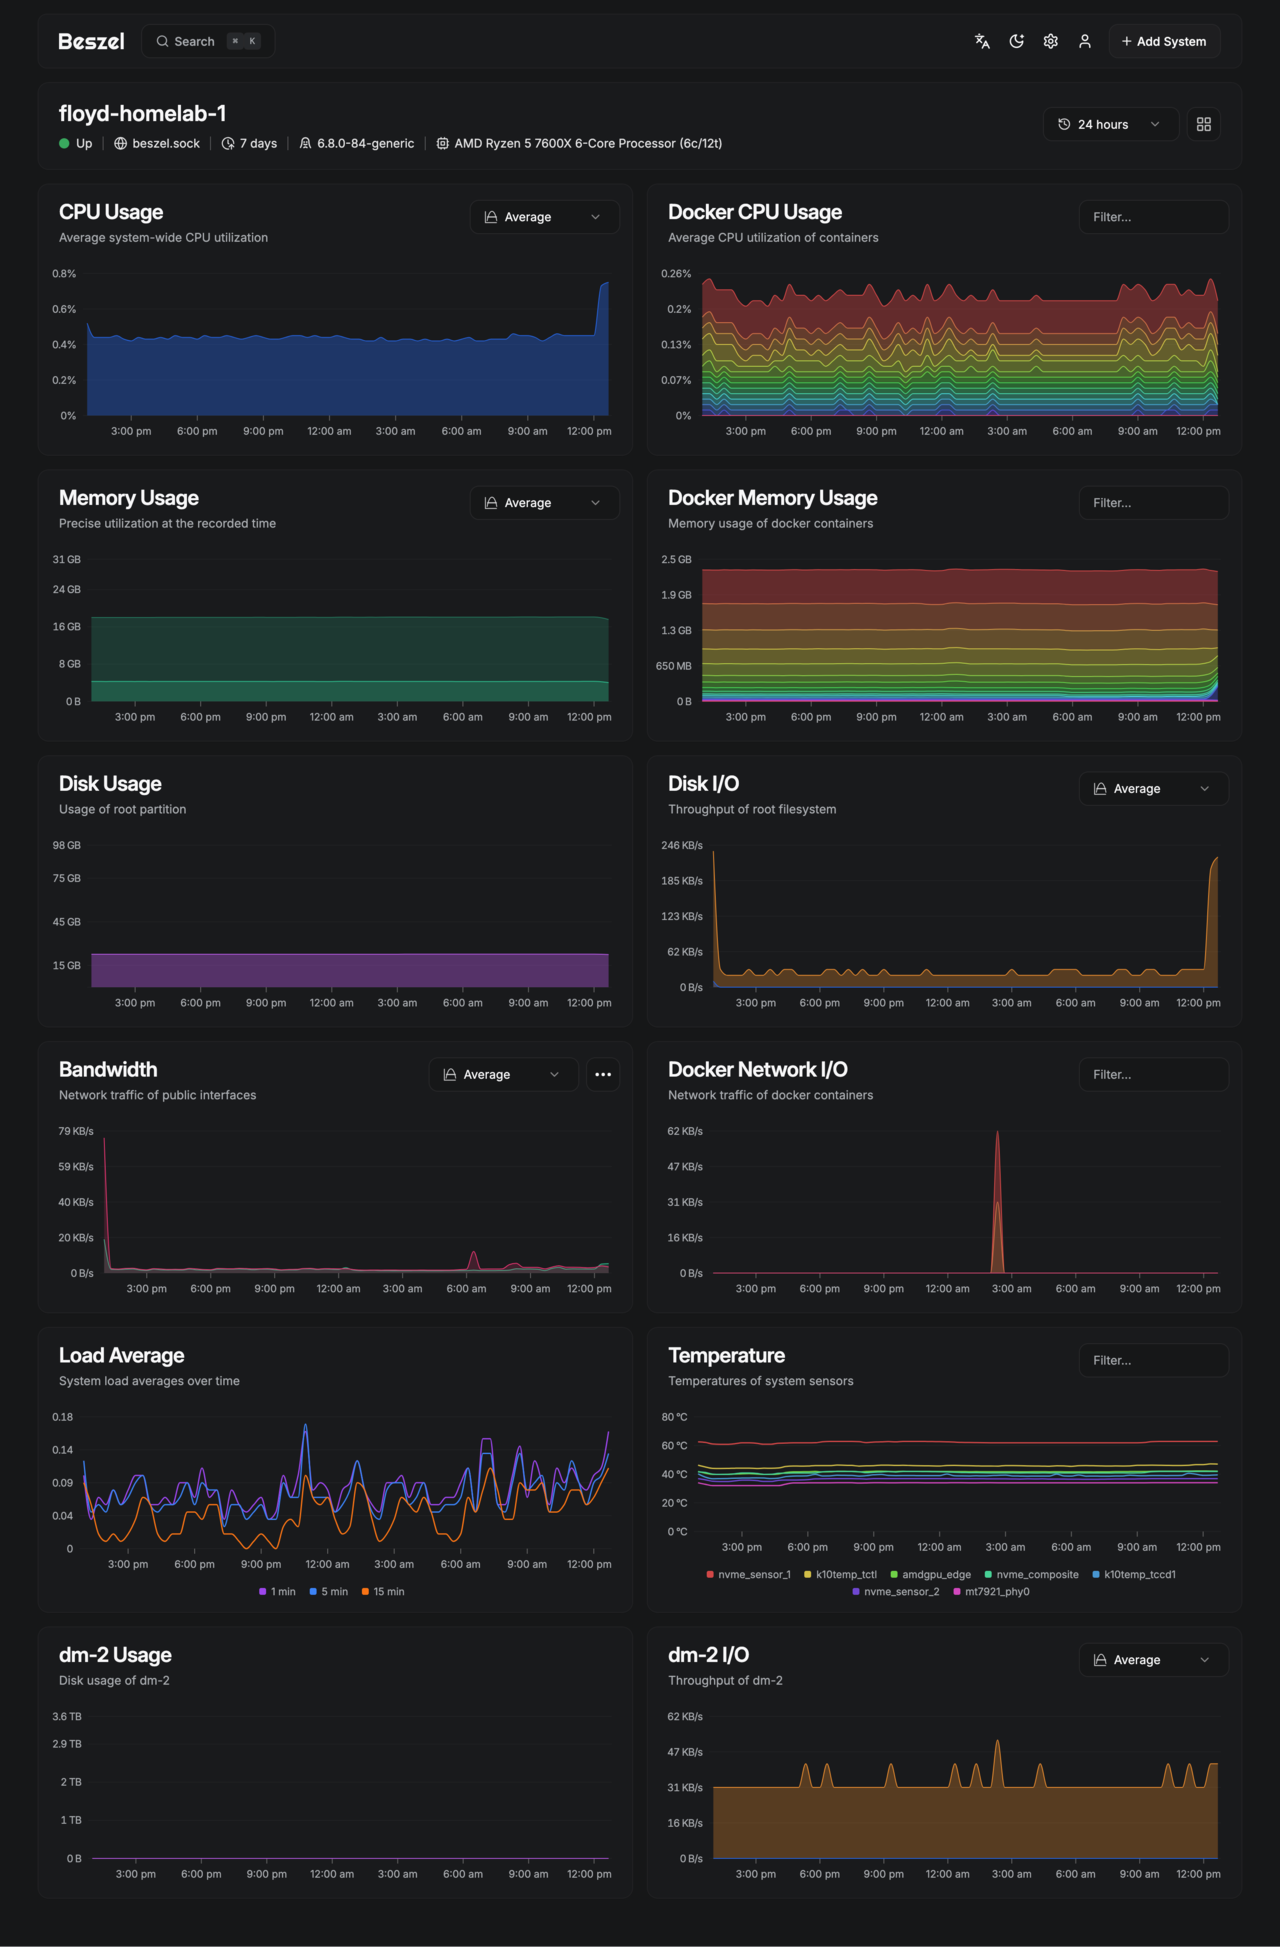 Beszel
Search ⌘ K
+ Add System
floyd-homelab-1
Up | beszel.sock | 7 days | 6.8.0-84-generic | AMD Ryzen 5 7600X 6-Core Processor (6c/12t)
24 hours
CPU Usage
Average system-wide CPU utilization
Average
0.8%
0.6%
0.4%
0.2%
0%
3:00 pm 6:00 pm 9:00 pm 12:00 am 3:00 am 6:00 am 9:00 am 12:00 pm
Docker CPU Usage
Average CPU utilization of containers
Filter...
0.26%
0.2%
0.13%
0.07%
0%
3:00 pm 6:00 pm 9:00 pm 12:00 am 3:00 am 6:00 am 9:00 am 12:00 pm
Memory Usage
Precise utilization at the recorded time
Average
31 GB
24 GB
16 GB
8 GB
0 B
3:00 pm 6:00 pm 9:00 pm 12:00 am 3:00 am 6:00 am 9:00 am 12:00 pm
Docker Memory Usage
Memory usage of docker containers
Filter...
2.5 GB
1.9 GB
1.3 GB
650 MB
0 B
3:00 pm 6:00 pm 9:00 pm 12:00 am 3:00 am 6:00 am 9:00 am 12:00 pm
Disk Usage
Usage of root partition
98 GB
75 GB
45 GB
15 GB
3:00 pm 6:00 pm 9:00 pm 12:00 am 3:00 am 6:00 am 9:00 am 12:00 pm
Disk I/O
Throughput of root filesystem
Average
246 KB/s
185 KB/s
123 KB/s
62 KB/s
0 B/s
3:00 pm 6:00 pm 9:00 pm 12:00 am 3:00 am 6:00 am 9:00 am 12:00 pm
Bandwidth
Network traffic of public interfaces
Average
79 KB/s
59 KB/s
40 KB/s
20 KB/s
0 B/s
3:00 pm 6:00 pm 9:00 pm 12:00 am 3:00 am 6:00 am 9:00 am 12:00 pm
Docker Network I/O
Network traffic of docker containers
Filter...
62 KB/s
47 KB/s
31 KB/s
16 KB/s
0 B/s
3:00 pm 6:00 pm 9:00 pm 12:00 am 3:00 am 6:00 am 9:00 am 12:00 pm
Load Average
System load averages over time
0.18
0.14
0.09
0.04
0
3:00 pm 6:00 pm 9:00 pm 12:00 am 3:00 am 6:00 am 9:00 am 12:00 pm
1 min 5 min 15 min
Temperature
Temperatures of system sensors
Filter...
80 °C
60 °C
40 °C
20 °C
0 °C
3:00 pm 6:00 pm 9:00 pm 12:00 am 3:00 am 6:00 am 9:00 am 12:00 pm
nvme_sensor_1 k10temp_tctl amdgpu_edge nvme_composite k10temp_tccd1
nvme_sensor_2 mt7921_phy0
dm-2 Usage
Disk usage of dm-2
3.6 TB
2.9 TB
2 TB
1 TB
0 B
3:00 pm 6:00 pm 9:00 pm 12:00 am 3:00 am 6:00 am 9:00 am 12:00 pm
dm-2 I/O
Throughput of dm-2
Average
62 KB/s
47 KB/s
31 KB/s
16 KB/s
0 B/s
3:00 pm 6:00 pm 9:00 pm 12:00 am 3:00 am 6:00 am 9:00 am 12:00 pm